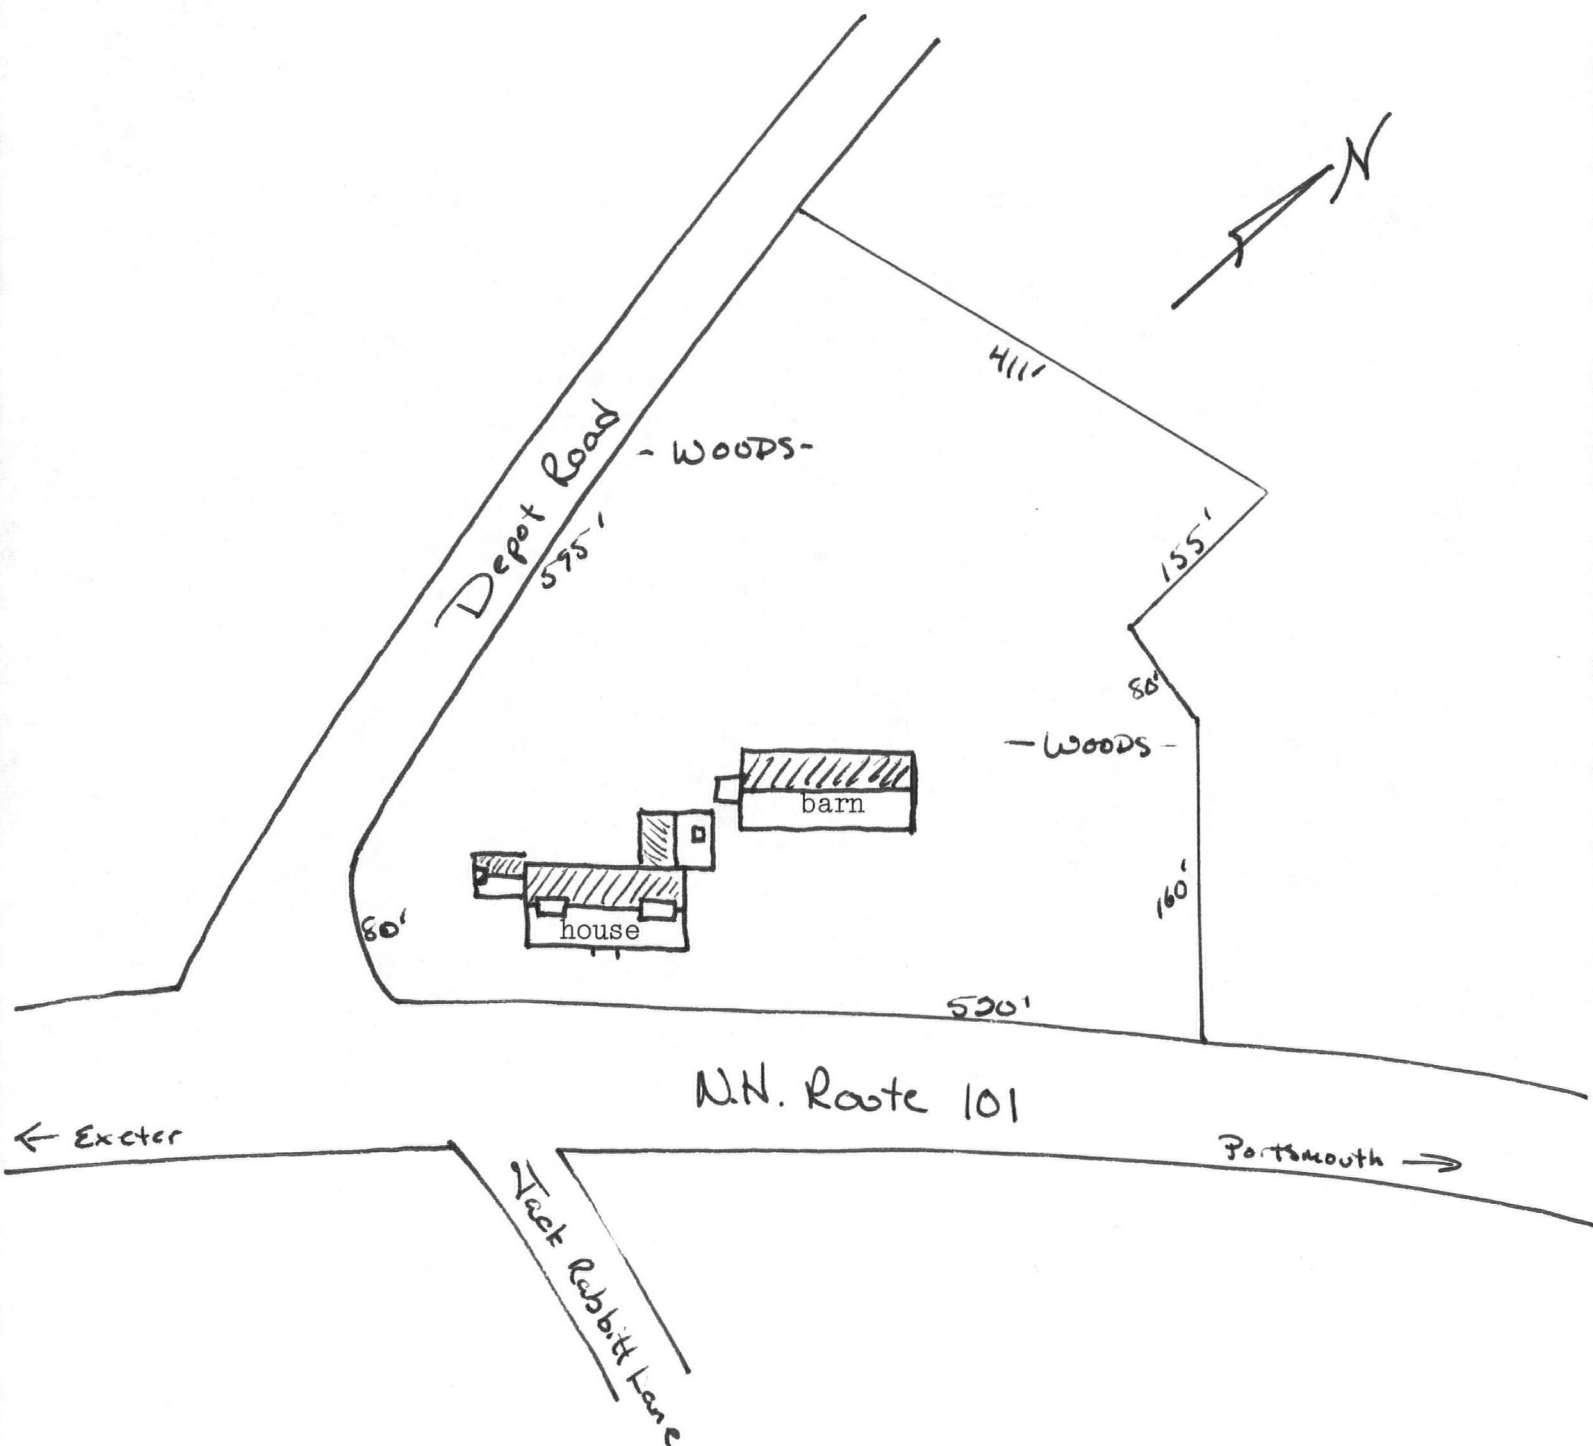 N
411'
- WOODS -
Depot Road
595'
155'
80'
- WOODS -
barn
160'
80'
house
520'
N.H. Route 101
← Exeter
Portsmouth →
Jack Rabbitt Lane